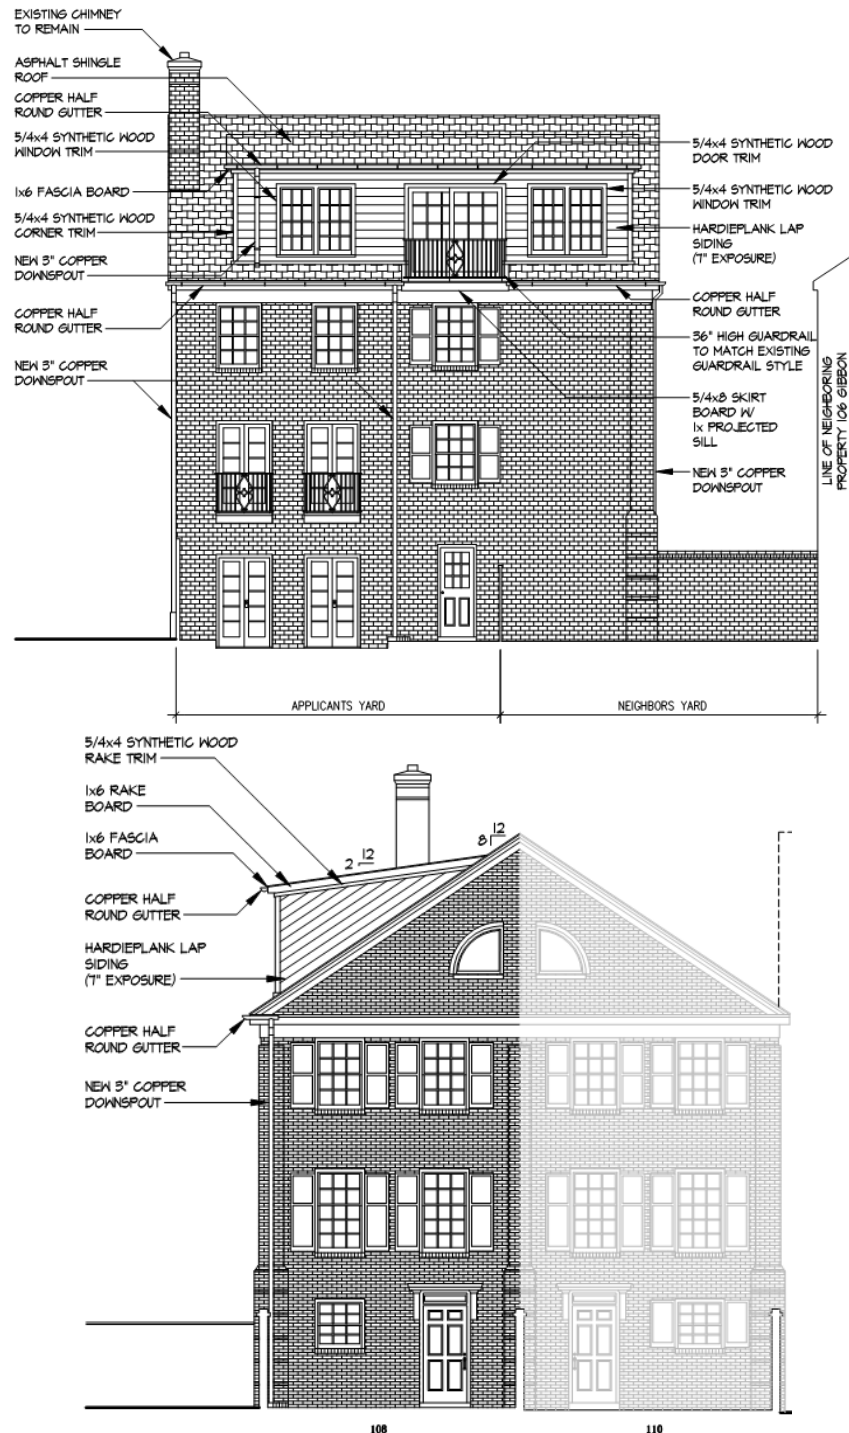 EXISTING CHIMNEY
TO REMAIN
ASPHALT SHINGLE
ROOF
COPPER HALF
ROUND GUTTER
5/4x4 SYNTHETIC WOOD
WINDOW TRIM
1x6 FASCIA BOARD
5/4x4 SYNTHETIC WOOD
CORNER TRIM
NEW 3" COPPER
DOWNSPOUT
COPPER HALF
ROUND GUTTER
NEW 3" COPPER
DOWNSPOUT
5/4x4 SYNTHETIC WOOD
DOOR TRIM
5/4x4 SYNTHETIC WOOD
WINDOW TRIM
HARDIEPLANK LAP
SIDING
(7" EXPOSURE)
COPPER HALF
ROUND GUTTER
36" HIGH GUARDRAIL
TO MATCH EXISTING
GUARDRAIL STYLE
5/4x8 SKIRT
BOARD W/
1x PROJECTED
SILL
NEW 3" COPPER
DOWNSPOUT
LINE OF NEIGHBORING
PROPERTY 106 GIBBON
APPLICANTS YARD
NEIGHBORS YARD
5/4x4 SYNTHETIC WOOD
RAKE TRIM
1x6 RAKE
BOARD
1x6 FASCIA
BOARD
COPPER HALF
ROUND GUTTER
HARDIEPLANK LAP
SIDING
(7" EXPOSURE)
COPPER HALF
ROUND GUTTER
NEW 3" COPPER
DOWNSPOUT
12
2
12
8
108
110